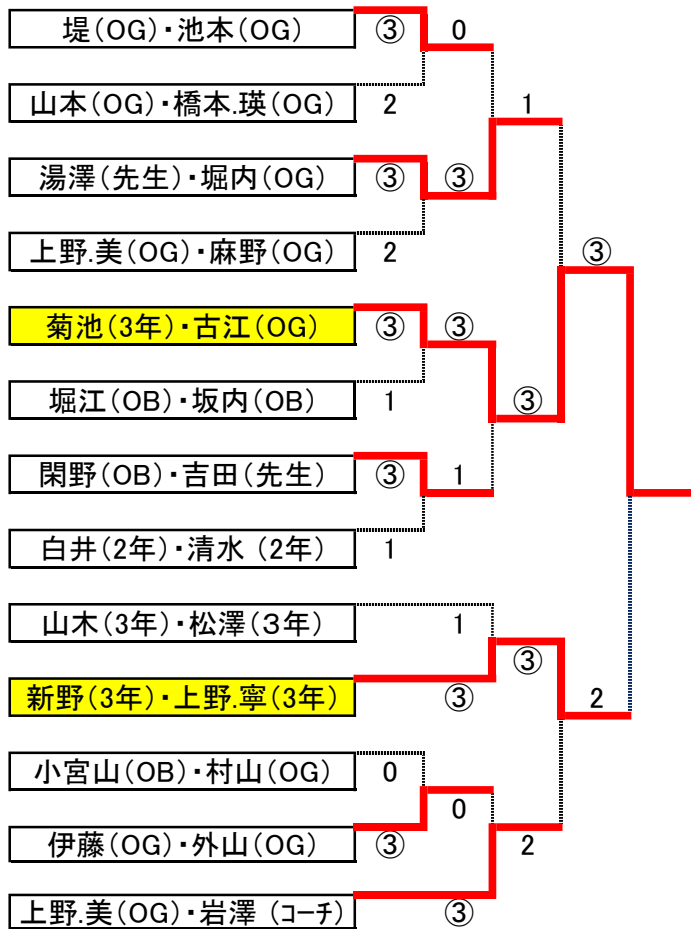 堤(OG)・池本(OG) ③ 0
山本(OG)・橋本.瑛(OG) 2 1
湯澤(先生)・堀内(OG) ③ ③
上野.美(OG)・麻野(OG) 2 ③
菊池(3年)・古江(OG) ③ ③
堀江(OB)・坂内(OB) 1 ③
閑野(OB)・吉田(先生) ③ 1
白井(2年)・清水 (2年) 1
山木(3年)・松澤(3年) 1 ③
新野(3年)・上野.寧(3年) ③ 2
小宮山(OB)・村山(OG) 0 0
伊藤(OG)・外山(OG) ③ 2
上野.美(OG)・岩澤 (コーチ) ③